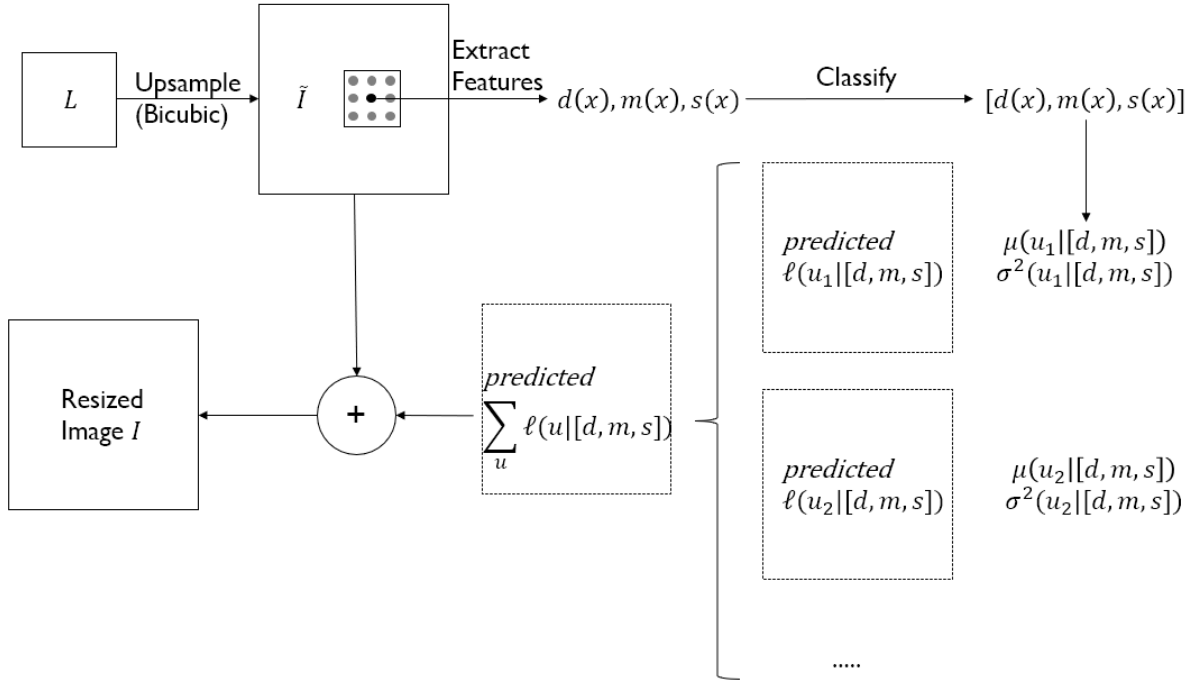 L
Upsample
(Bicubic)
Ĩ
Extract
Features
d(x), m(x), s(x)
Classify
[d(x), m(x), s(x)]
predicted
ℓ(u₁|[d, m, s])
μ(u₁|[d, m, s])
σ²(u₁|[d, m, s])
Resized
Image I
+
predicted
∑ ℓ(u|[d, m, s])
u
predicted
ℓ(u₂|[d, m, s])
μ(u₂|[d, m, s])
σ²(u₂|[d, m, s])
.....